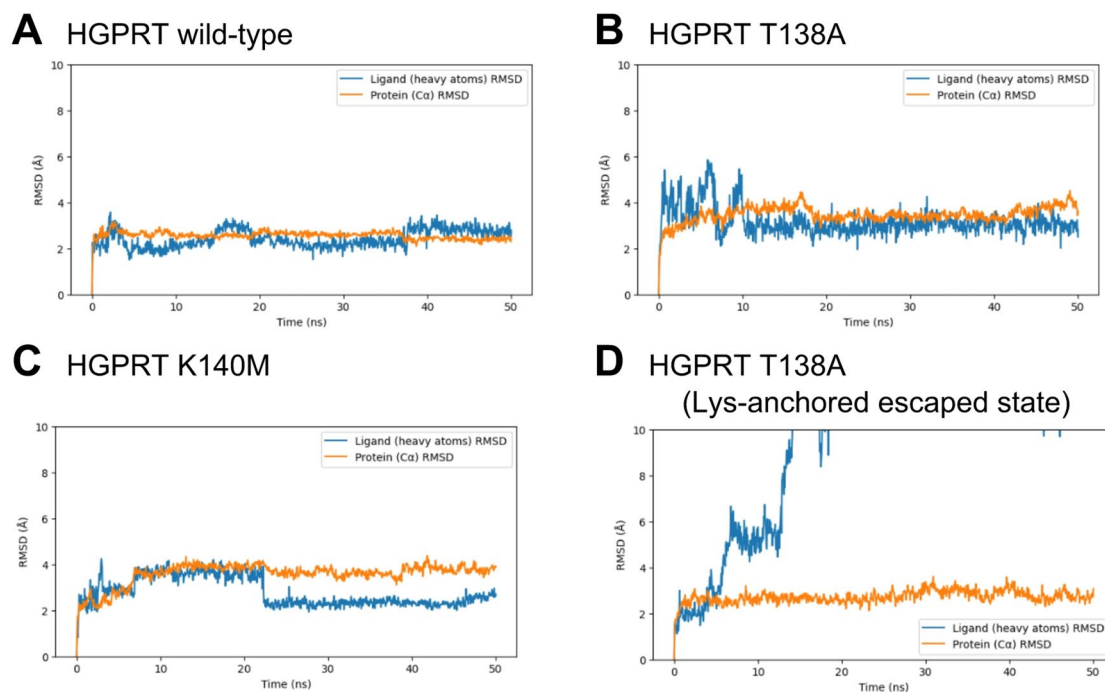 A HGPRT wild-type
10
8
6
4
2
0
RMSD (Å)
Ligand (heavy atoms) RMSD
Protein (Cα) RMSD
0 10 20 30 40 50
Time (ns)
B HGPRT T138A
10
8
6
4
2
0
RMSD (Å)
Ligand (heavy atoms) RMSD
Protein (Cα) RMSD
0 10 20 30 40 50
Time (ns)
C HGPRT K140M
10
8
6
4
2
0
RMSD (Å)
Ligand (heavy atoms) RMSD
Protein (Cα) RMSD
0 10 20 30 40 50
Time (ns)
D HGPRT T138A
(Lys-anchored escaped state)
10
8
6
4
2
0
RMSD (Å)
Ligand (heavy atoms) RMSD
Protein (Cα) RMSD
0 10 20 30 40 50
Time (ns)